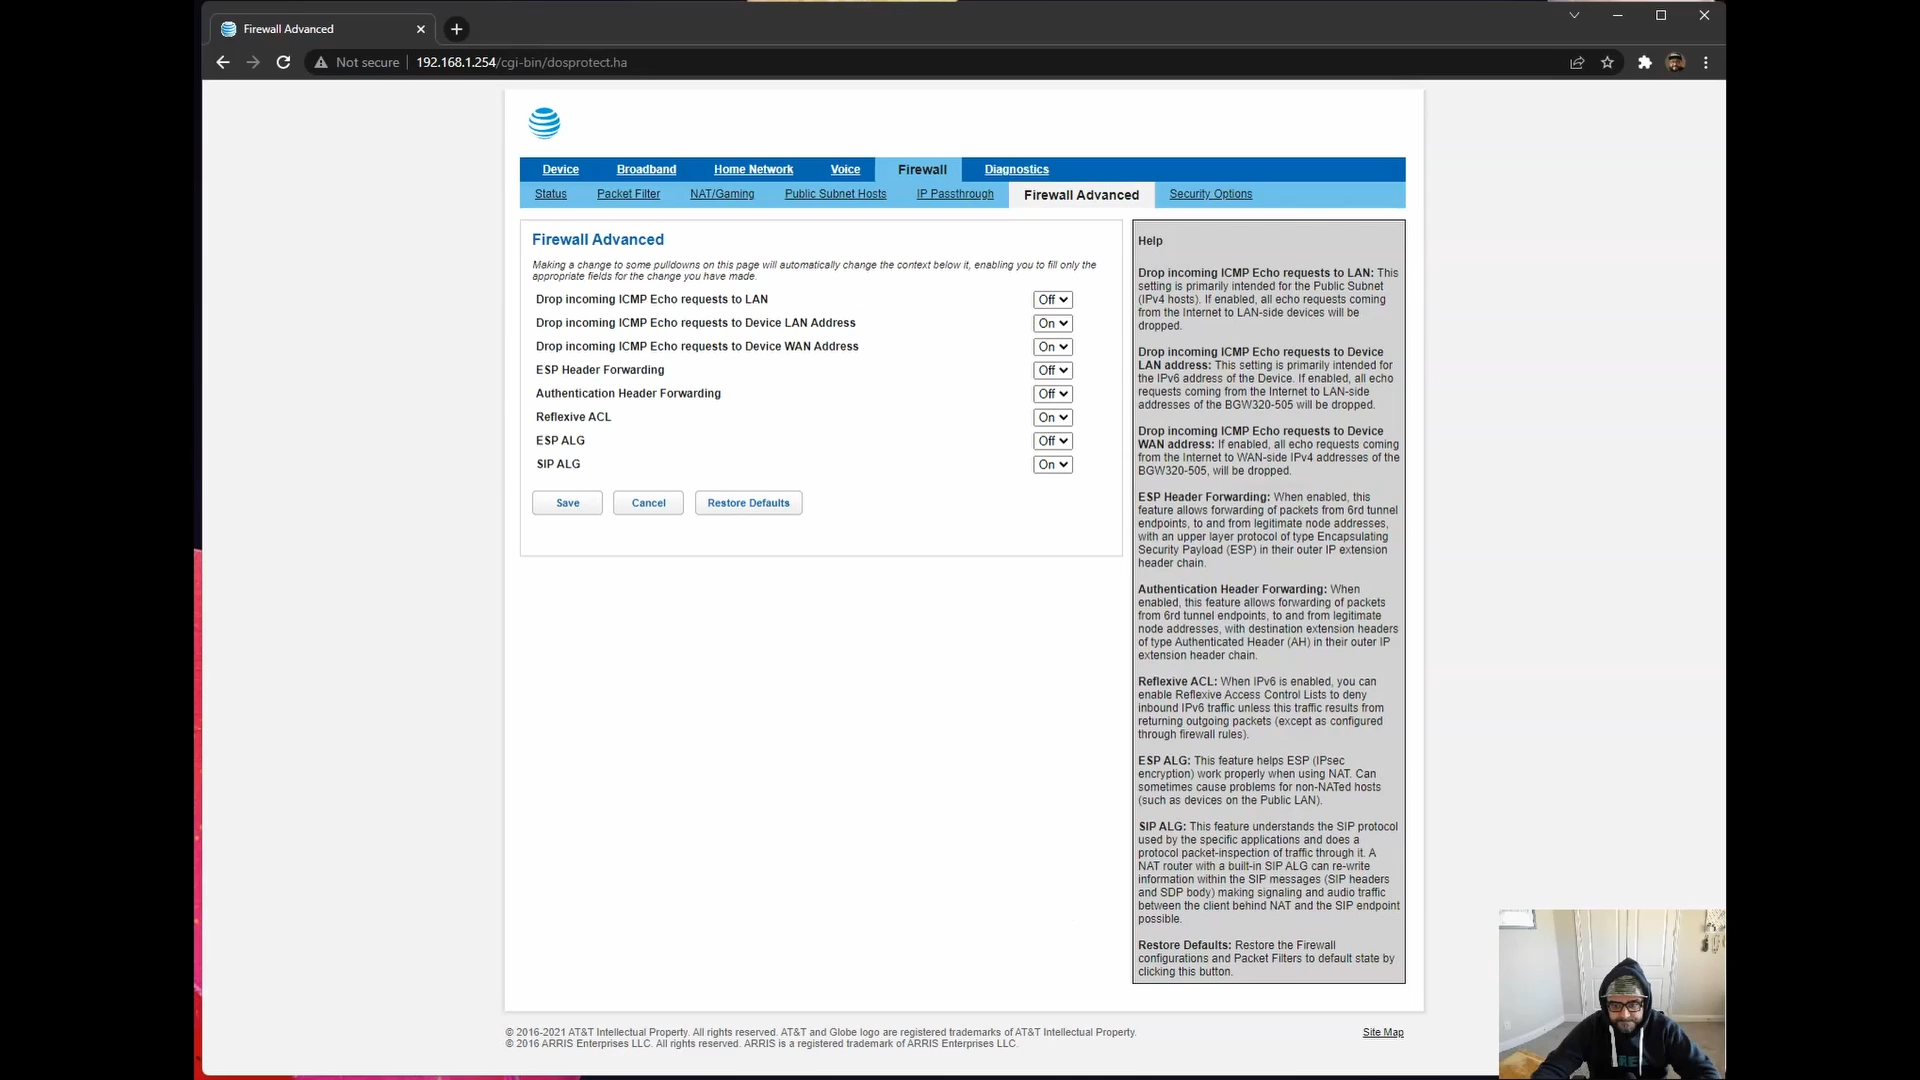 Firewall Advanced
Not secure
192.168.1.254/cgi-bin/dosprotect.ha
Device Broadband Home Network Voice Firewall Diagnostics
Status Packet Filter NAT/Gaming Public Subnet Hosts IP Passthrough Firewall Advanced Security Options
Firewall Advanced
Making a change to some pulldowns on this page will automatically change the context below it, enabling you to fill only the
appropriate fields for the change you have made.
Drop incoming ICMP Echo requests to LAN Off
Drop incoming ICMP Echo requests to Device LAN Address On
Drop incoming ICMP Echo requests to Device WAN Address On
ESP Header Forwarding Off
Authentication Header Forwarding Off
Reflexive ACL On
ESP ALG Off
SIP ALG On
Save Cancel Restore Defaults
Help
Drop incoming ICMP Echo requests to LAN: This
setting is primarily intended for the Public Subnet
(IPv4 hosts). If enabled, all echo requests coming
from the Internet to LAN-side devices will be
dropped.
Drop incoming ICMP Echo requests to Device
LAN address: This setting is primarily intended for
the IPv6 address of the Device. If enabled, all echo
requests coming from the Internet to LAN-side
addresses of the BGW320-505 will be dropped.
Drop incoming ICMP Echo requests to Device
WAN address: If enabled, all echo requests coming
from the Internet to WAN-side IPv4 addresses of the
BGW320-505, will be dropped.
ESP Header Forwarding: When enabled, this
feature allows forwarding of packets from 6rd tunnel
endpoints, to and from legitimate node addresses,
with an upper layer protocol of type Encapsulating
Security Payload (ESP) in their outer IP extension
header chain.
Authentication Header Forwarding: When
enabled, this feature allows forwarding of packets
from 6rd tunnel endpoints, to and from legitimate
node addresses, with destination extension headers
of type Authenticated Header (AH) in their outer IP
extension header chain.
Reflexive ACL: When IPv6 is enabled, you can
enable Reflexive Access Control Lists to deny
inbound IPv6 traffic unless this traffic results from
returning outgoing packets (except as configured
through firewall rules).
ESP ALG: This feature helps ESP (IPsec
encryption) work properly when using NAT. Can
sometimes cause problems for non-NATed hosts
(such as devices on the Public LAN).
SIP ALG: This feature understands the SIP protocol
used by the specific applications and does a
protocol packet-inspection of traffic through it. A
NAT router with a built-in SIP ALG can re-write
information within the SIP messages (SIP headers
and SDP body) making signaling and audio traffic
between the client behind NAT and the SIP endpoint
possible.
Restore Defaults: Restore the Firewall
configurations and Packet Filters to default state by
clicking this button.
© 2016-2021 AT&T Intellectual Property. All rights reserved. AT&T and Globe logo are registered trademarks of AT&T Intellectual Property.
© 2016 ARRIS Enterprises LLC. All rights reserved. ARRIS is a registered trademark of ARRIS Enterprises LLC.
Site Map